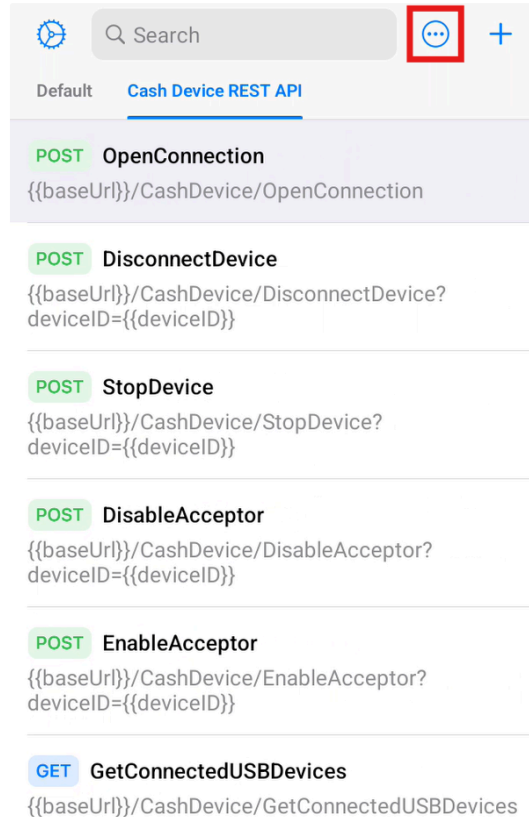 Search
Default Cash Device REST API
POST OpenConnection
{{baseUrl}}/CashDevice/OpenConnection
POST DisconnectDevice
{{baseUrl}}/CashDevice/DisconnectDevice?
deviceID={{deviceID}}
POST StopDevice
{{baseUrl}}/CashDevice/StopDevice?
deviceID={{deviceID}}
POST DisableAcceptor
{{baseUrl}}/CashDevice/DisableAcceptor?
deviceID={{deviceID}}
POST EnableAcceptor
{{baseUrl}}/CashDevice/EnableAcceptor?
deviceID={{deviceID}}
GET GetConnectedUSBDevices
{{baseUrl}}/CashDevice/GetConnectedUSBDevices